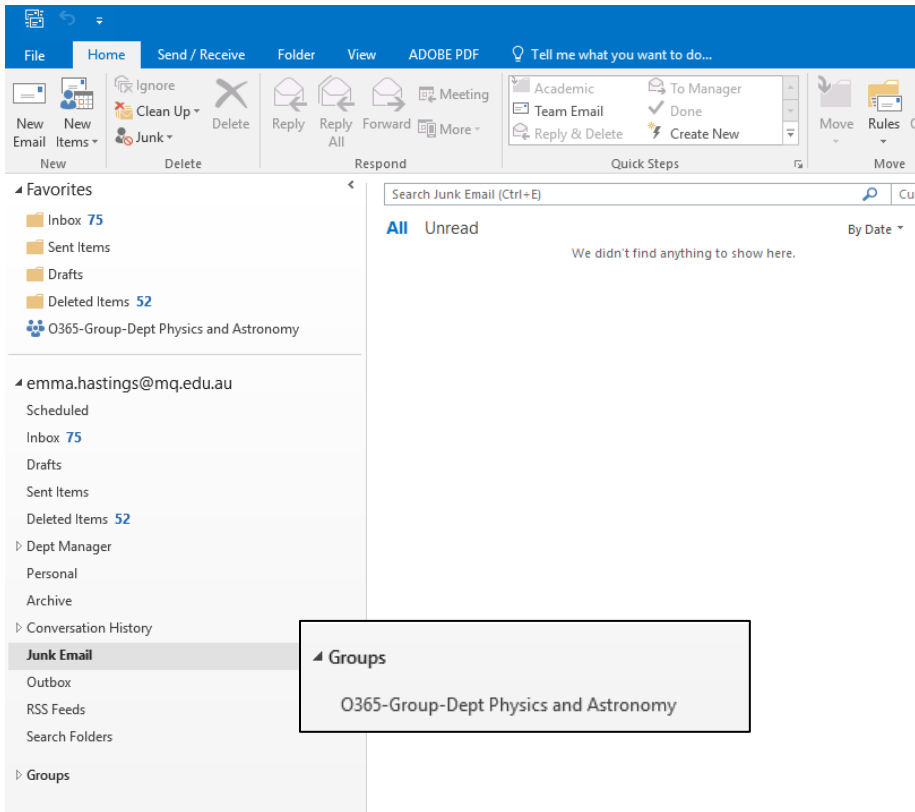 File Home Send / Receive Folder View ADOBE PDF Tell me what you want to do...
New Email
New Items
Ignore
Clean Up
Junk
Delete
Reply
Reply All
Forward
Meeting
More
Academic
Team Email
Reply & Delete
To Manager
Done
Create New
Move
Rules
New Delete Respond Quick Steps Move
Favorites
Inbox 75
Sent Items
Drafts
Deleted Items 52
O365-Group-Dept Physics and Astronomy
emma.hastings@mq.edu.au
Scheduled
Inbox 75
Drafts
Sent Items
Deleted Items 52
Dept Manager
Personal
Archive
Conversation History
Junk Email
Outbox
RSS Feeds
Search Folders
Groups
Search Junk Email (Ctrl+E)
All Unread By Date
We didn't find anything to show here.
Groups
O365-Group-Dept Physics and Astronomy